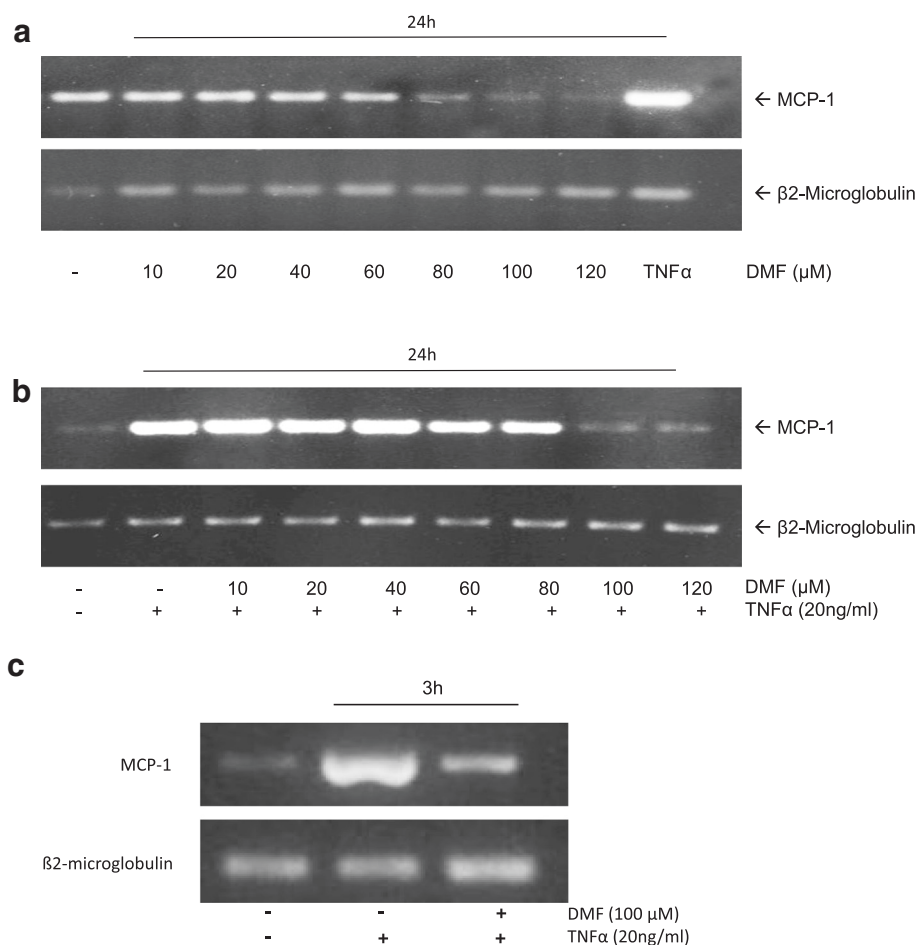 a
24h
← MCP-1
← β2-Microglobulin
- 10 20 40 60 80 100 120 TNFα DMF (µM)
24h
b
← MCP-1
← β2-Microglobulin
- - 10 20 40 60 80 100 120 DMF (µM)
- + + + + + + + + TNFα (20ng/ml)
c
3h
MCP-1
ß2-microglobulin
- - + DMF (100 µM)
- + + TNFα (20ng/ml)